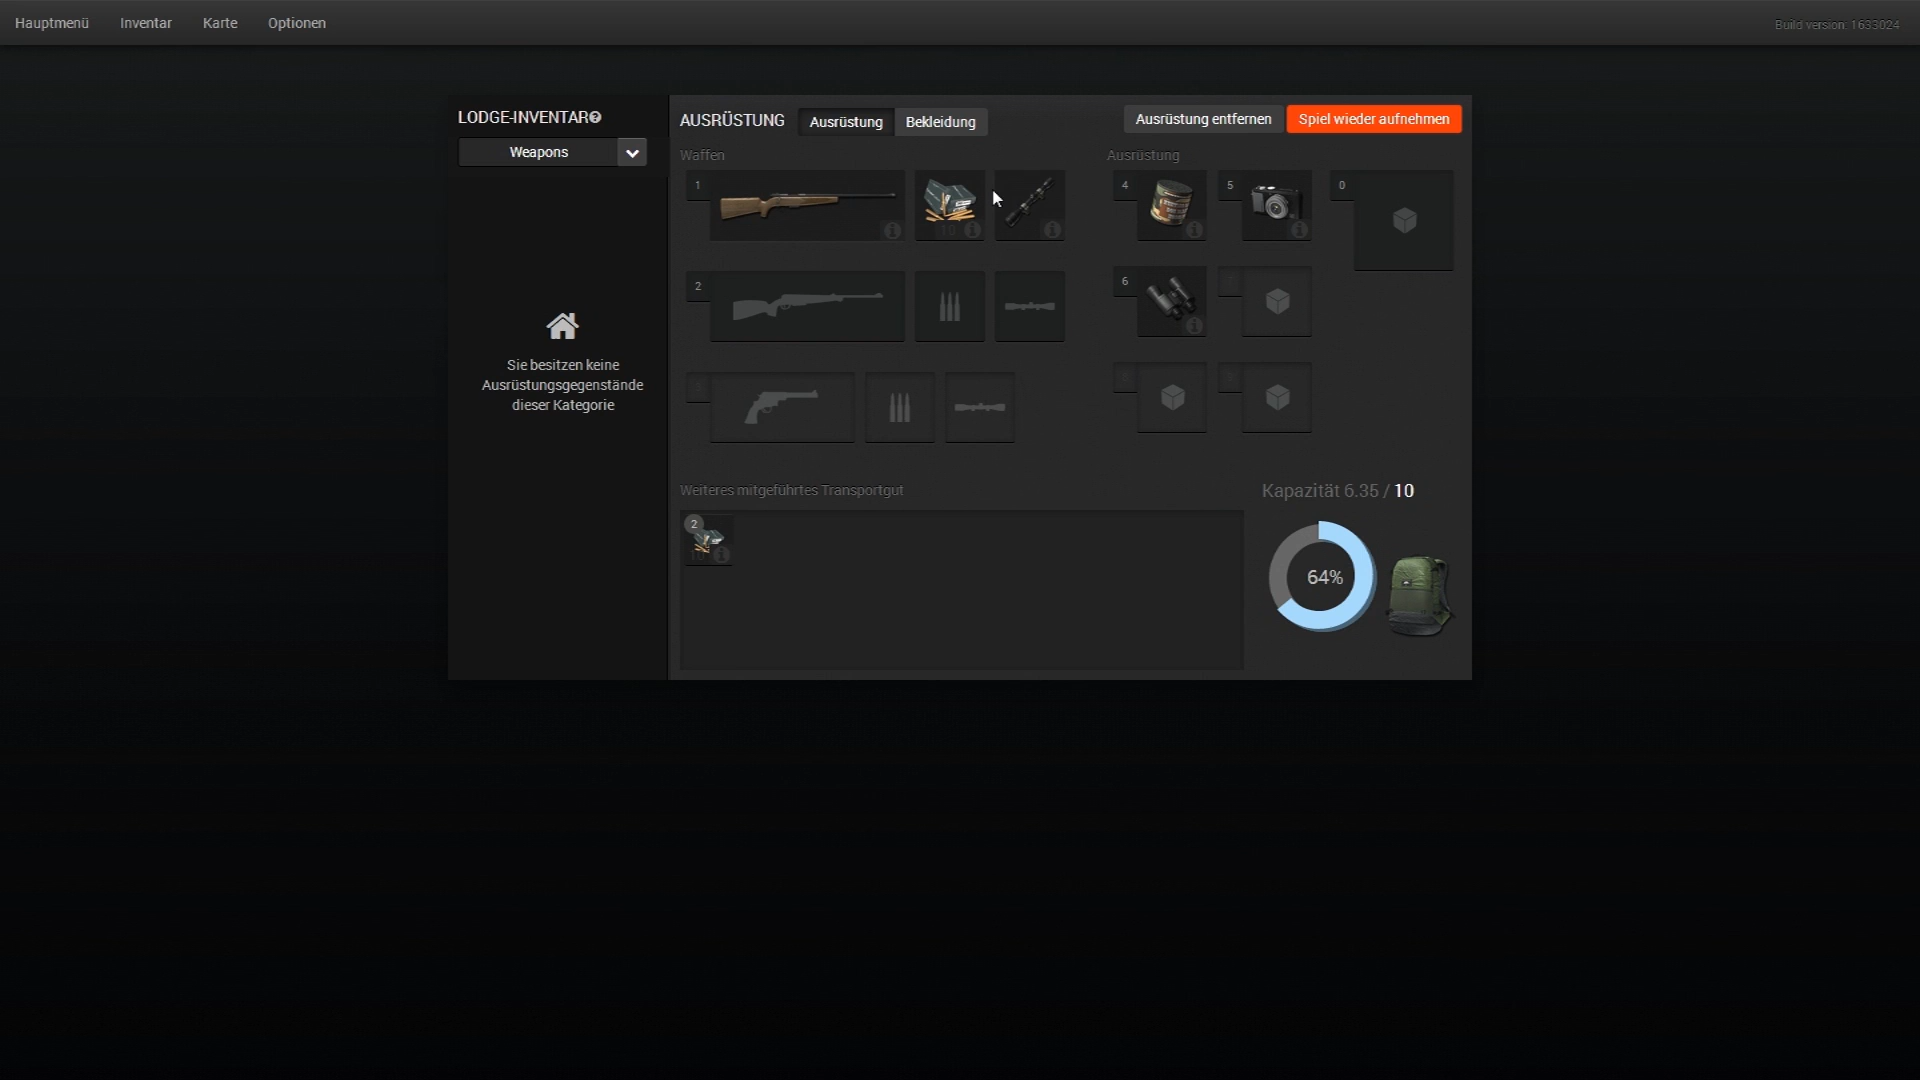 Hauptmenü
Inventar
Karte
Optionen
Build version: 1633024
LODGE-INVENTAR
Weapons
Sie besitzen keine
Ausrüstungsgegenstände
dieser Kategorie
AUSRÜSTUNG
Ausrüstung
Bekleidung
Ausrüstung entfernen
Spiel wieder aufnehmen
Waffen
1
10
2
Ausrüstung
4
5
0
6
Weiteres mitgeführtes Transportgut
2
10
Kapazität 6.35 / 10
64%